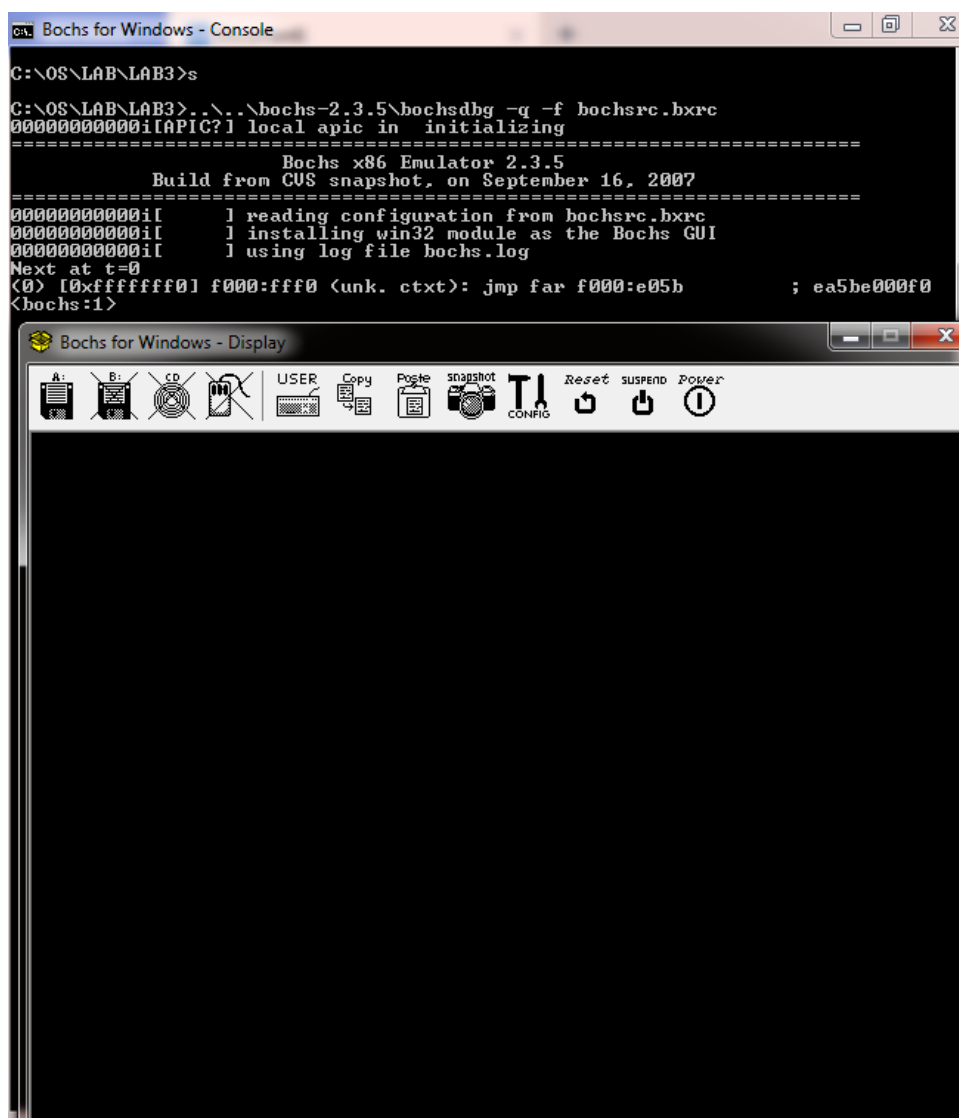 Bochs for Windows - Console
C:\OS\LAB\LAB3>s
C:\OS\LAB\LAB3>..\..\bochs-2.3.5\bochsdbg -q -f bochsrc.bxrc
00000000000i[APIC?] local apic in  initializing
========================================================================
Bochs x86 Emulator 2.3.5
Build from CVS snapshot, on September 16, 2007
========================================================================
00000000000i[     ] reading configuration from bochsrc.bxrc
00000000000i[     ] installing win32 module as the Bochs GUI
00000000000i[     ] using log file bochs.log
Next at t=0
(0) [0xfffffff0] f000:fff0 (unk. ctxt): jmp far f000:e05b          ; ea5be000f0
<bochs:1>
Bochs for Windows - Display
A: B: CD USER Copy Paste snapshot CONFIG Reset SUSPEND Power